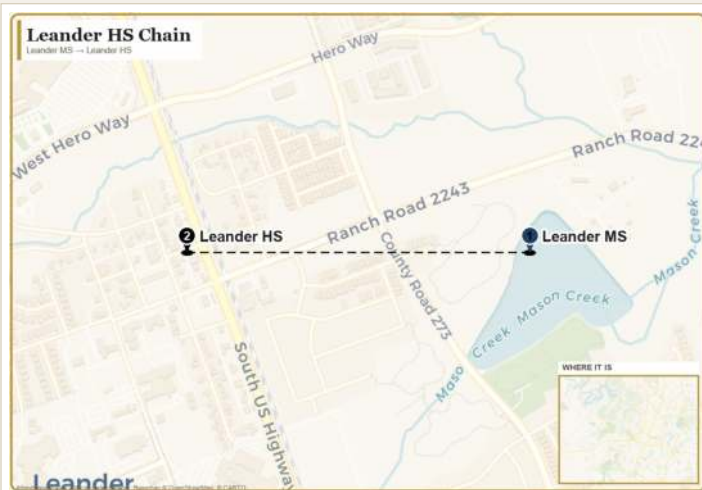 Leander HS Chain
Leander MS → Leander HS
Hero Way
West Hero Way
Ranch Road 2243
Ranch Road 224
2 Leander HS
1 Leander MS
County Road 273
Mason Creek
Creek Mason Creek
Maso
South US Highway
WHERE IT IS
Leander